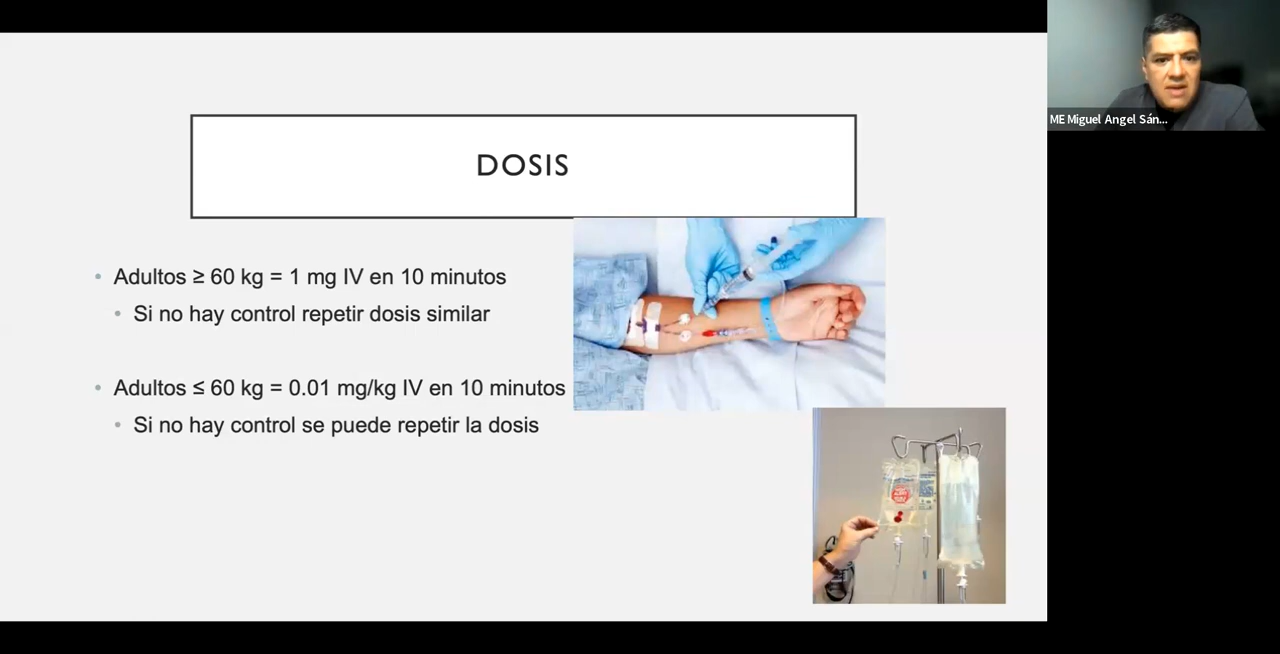 DOSIS
Adultos ≥ 60 kg = 1 mg IV en 10 minutos
Si no hay control repetir dosis similar
Adultos ≤ 60 kg = 0.01 mg/kg IV en 10 minutos
Si no hay control se puede repetir la dosis
ME Miguel Angel Sán...